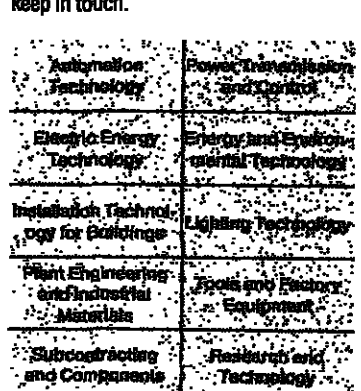 keep in touch.
Automation
Technology
Power Transmission
and Control
Electric Energy
Technology
Energy and Environ-
mental Technology
Installation Technol-
ogy for Buildings
Lighting Technology
Plant Engineering
and Industrial
Materials
Tools and Factory
Equipment
Subcontracting
and Components
Research and
Technology